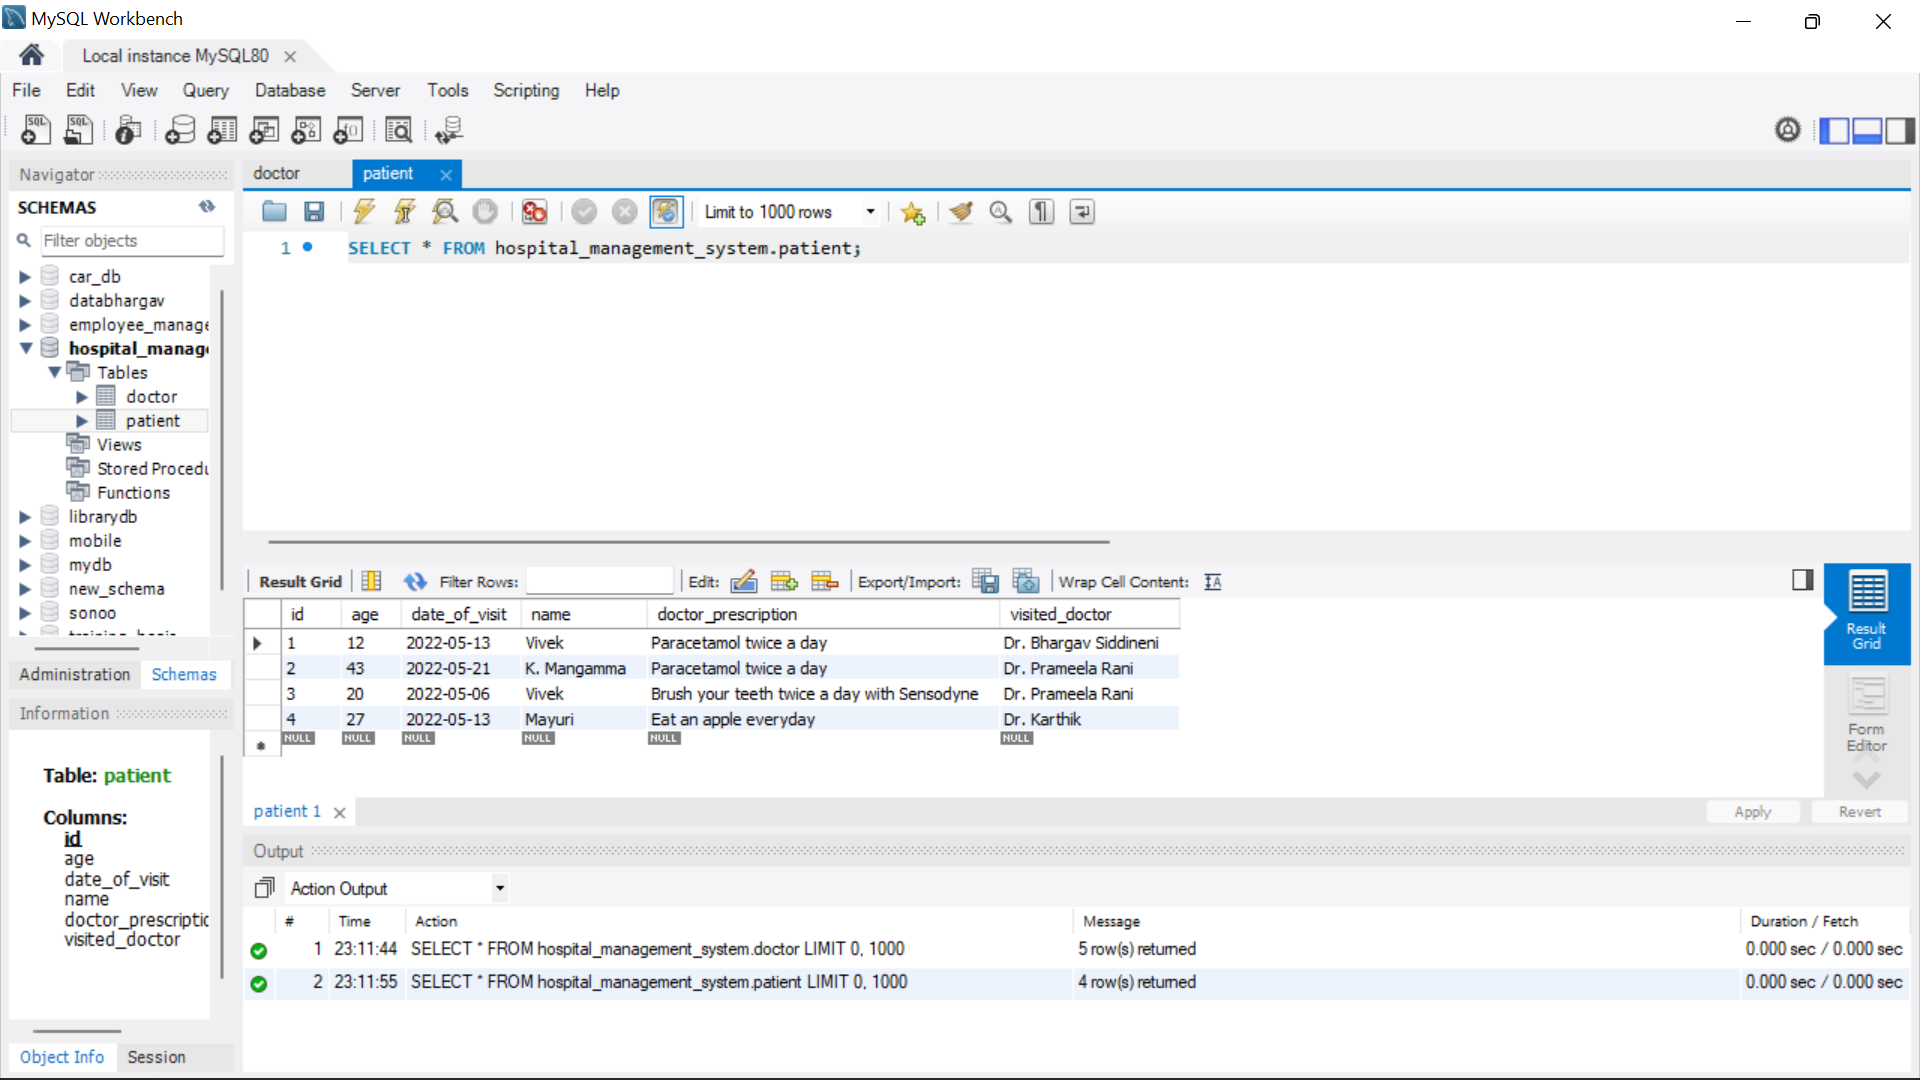 MySQL Workbench
Local instance MySQL80
File Edit View Query Database Server Tools Scripting Help
Navigator
SCHEMAS
Filter objects
car_db
databhargav
employee_manage
hospital_manage
Tables
doctor
patient
Views
Stored Procedu
Functions
librarydb
mobile
mydb
new_schema
sonoo
Administration Schemas
Information
Table: patient
Columns:
id
age
date_of_visit
name
doctor_prescriptic
visited_doctor
Object Info Session
doctor patient
Limit to 1000 rows
1 SELECT * FROM hospital_management_system.patient;
Result Grid Filter Rows: Edit: Export/Import: Wrap Cell Content:
id age date_of_visit name doctor_prescription visited_doctor
1 12 2022-05-13 Vivek Paracetamol twice a day Dr. Bhargav Siddineni
2 43 2022-05-21 K. Mangamma Paracetamol twice a day Dr. Prameela Rani
3 20 2022-05-06 Vivek Brush your teeth twice a day with Sensodyne Dr. Prameela Rani
4 27 2022-05-13 Mayuri Eat an apple everyday Dr. Karthik
NULL NULL NULL NULL NULL NULL
Result
Grid
Form
Editor
patient 1
Apply Revert
Output
Action Output
# Time Action Message Duration / Fetch
1 23:11:44 SELECT * FROM hospital_management_system.doctor LIMIT 0, 1000 5 row(s) returned 0.000 sec / 0.000 sec
2 23:11:55 SELECT * FROM hospital_management_system.patient LIMIT 0, 1000 4 row(s) returned 0.000 sec / 0.000 sec